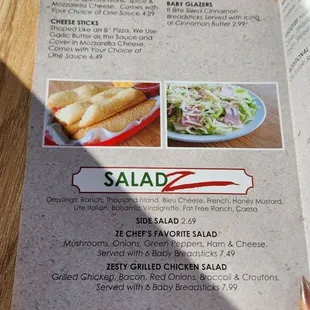 Mozzarella Cheese, Comes with
Your Choice of One Sauce 4.29
CHEESE STICKS
Shaped Like an 8" Pizza, We Use
Garlic Butter as the Sauce and
Cover in Mozzarella Cheese,
Comes with Your Choice of
One Sauce 6.49
BABY GLAZERS
8 Bite Sized Cinnamon
Breadsticks Served with Icing
or Cinnamon Butter 2.99
SALADZ
Dressings: Ranch, Thousand Island, Bleu Cheese, French, Honey Mustard,
Lite Italian, Balsamic Vinaigrette, Fat Free Ranch, Caesa
SIDE SALAD 2.69
ZE CHEF'S FAVORITE SALAD
Mushrooms, Onions, Green Peppers, Ham & Cheese.
Served with 6 Baby Breadsticks 7.49
ZESTY GRILLED CHICKEN SALAD
Grilled Chicken, Bacon, Red Onions, Broccoli & Croutons.
Served with 6 Baby Breadsticks 7.99